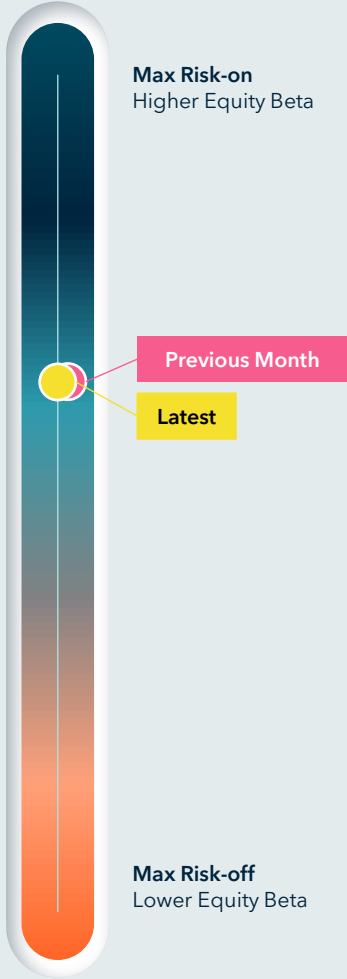 Max Risk-on
Higher Equity Beta
Previous Month
Latest
Max Risk-off
Lower Equity Beta